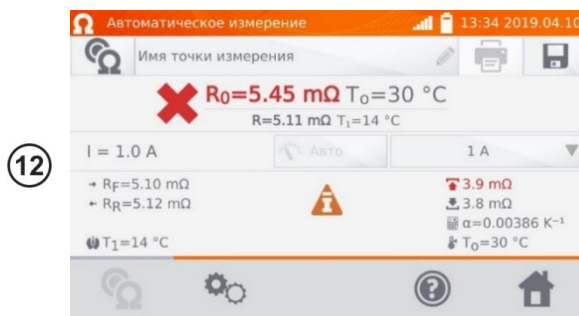 Автоматическое измерение 13:34 2019.04.10
Имя точки измерения
R₀=5.45 mΩ T₀=30 °C
R=5.11 mΩ T₁=14 °C
12
I = 1.0 A Авто 1 A
→ RF=5.10 mΩ 3.9 mΩ
← RR=5.12 mΩ 3.8 mΩ
α=0.00386 K⁻¹
T₁=14 °C T₀=30 °C